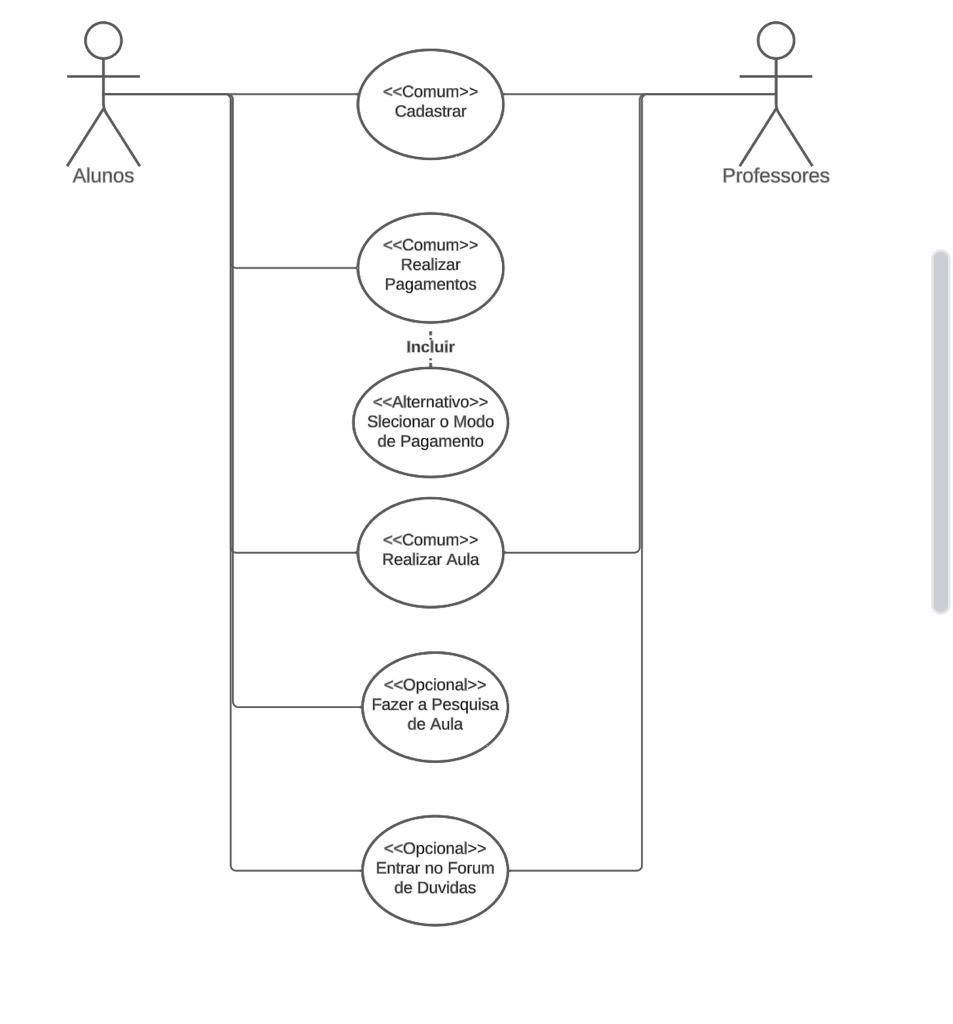 <<Comum>>
Cadastrar
Alunos
Professores
<<Comum>>
Realizar
Pagamentos
Incluir
<<Alternativo>>
Slecionar o Modo
de Pagamento
<<Comum>>
Realizar Aula
<<Opcional>>
Fazer a Pesquisa
de Aula
<<Opcional>>
Entrar no Forum
de Duvidas